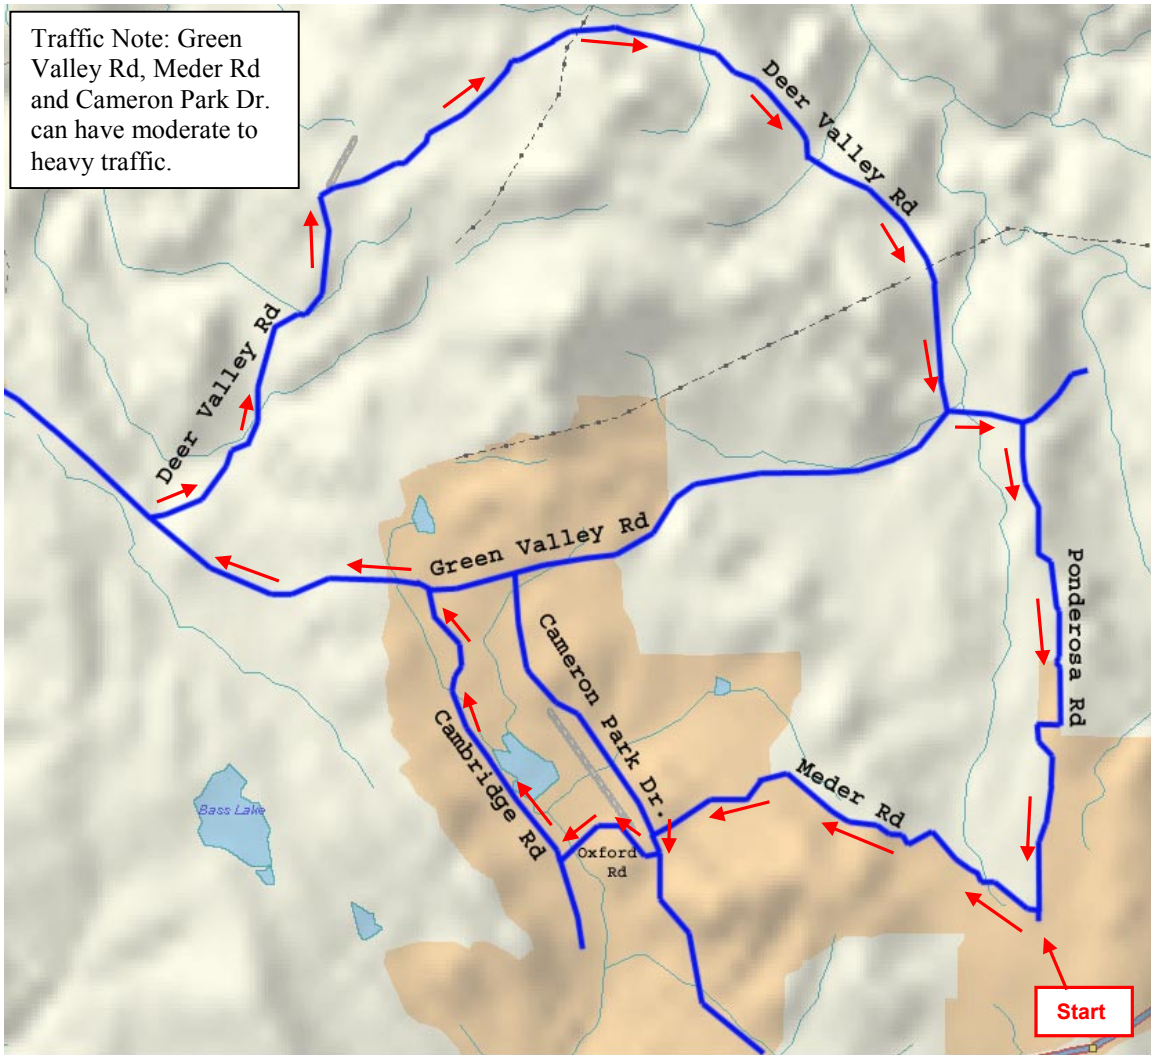 Traffic Note: Green
Valley Rd, Meder Rd
and Cameron Park Dr.
can have moderate to
heavy traffic.
Deer Valley Rd
Deer Valley Rd
Green Valley Rd
Ponderosa Rd
Cameron Park Dr.
Cambridge Rd
Meder Rd
Bass Lake
Oxford
Rd
Start